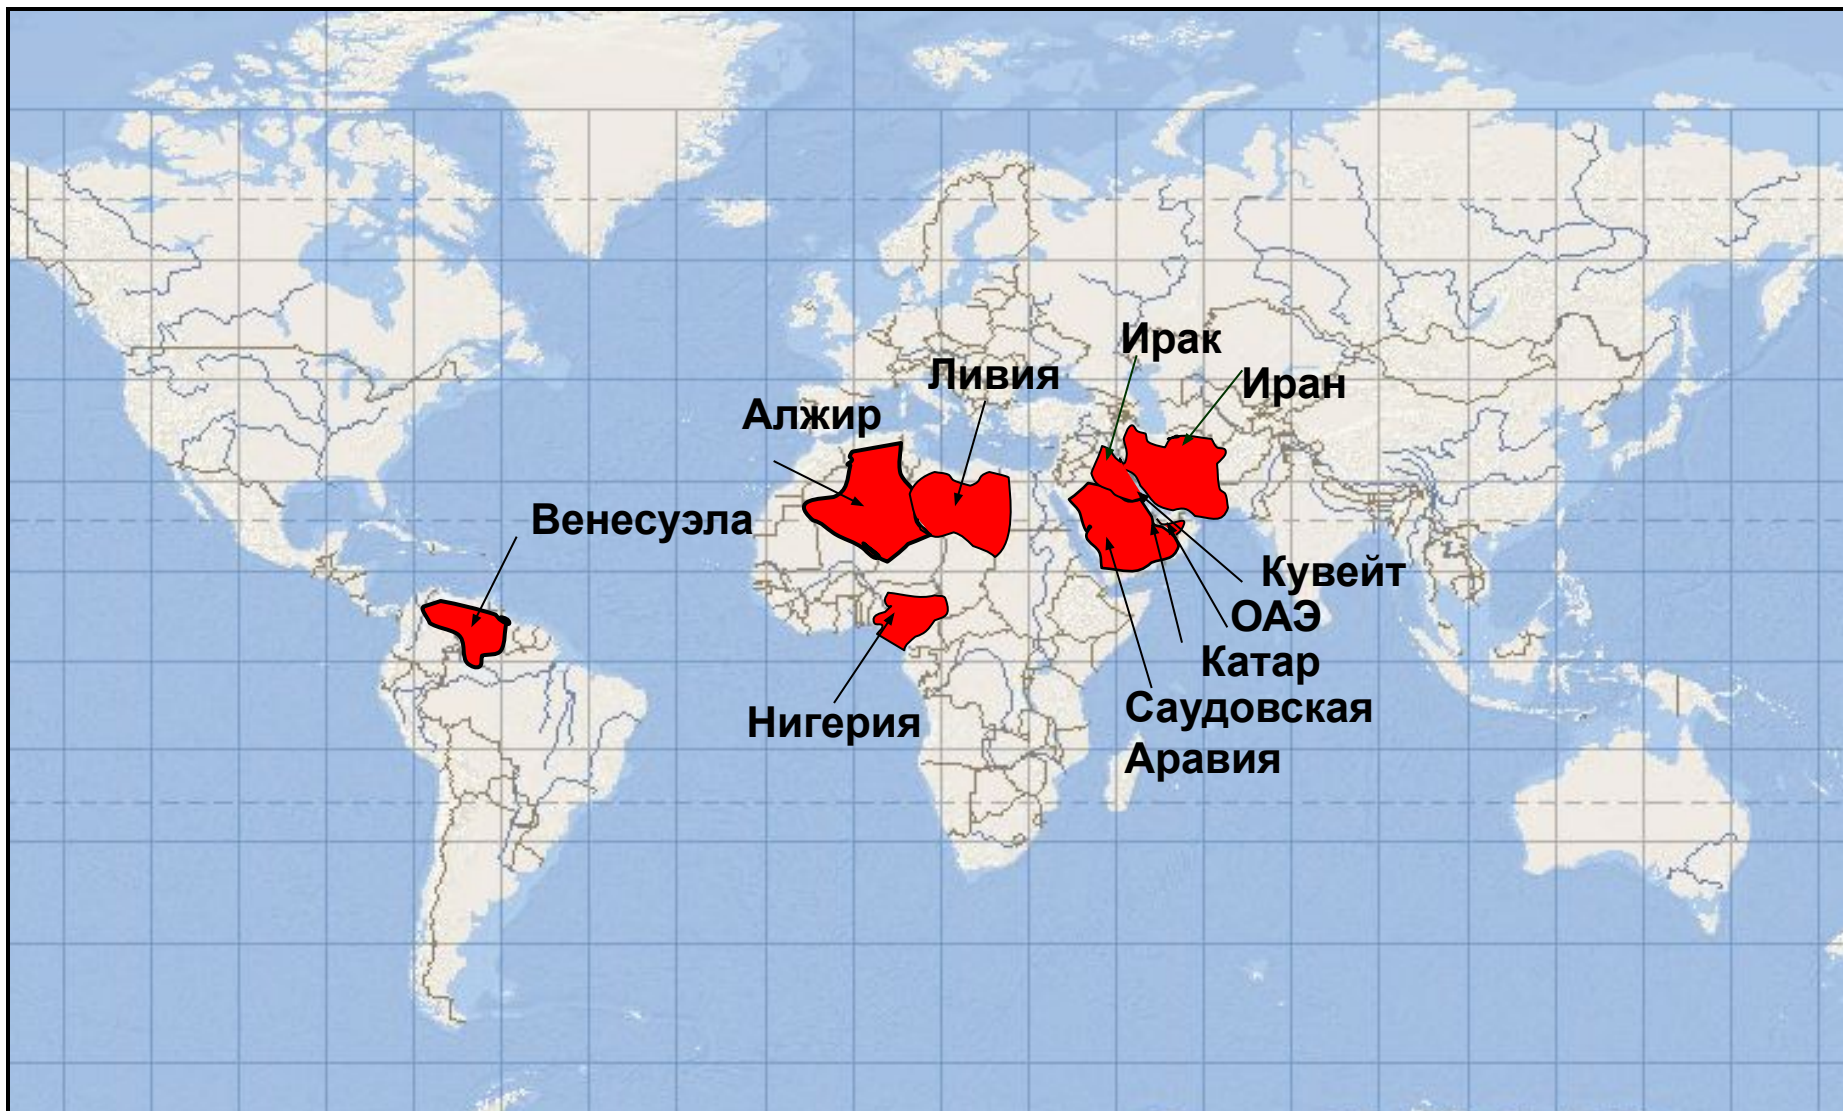 Ирак
Ливия
Иран
Алжир
Венесуэла
Кувейт
ОАЭ
Катар
Саудовская
Аравия
Нигерия